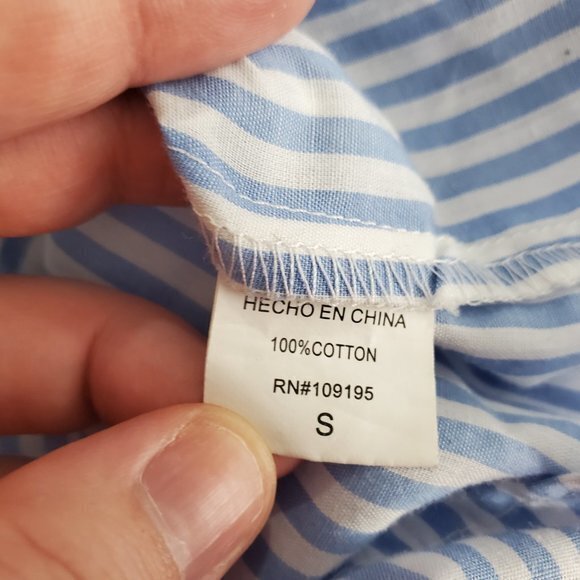 HECHO EN CHINA
100%COTTON
RN#109195
S